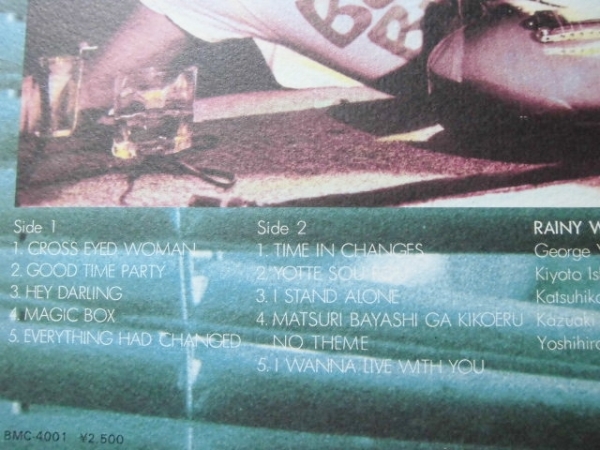 Side 1
1. CROSS EYED WOMAN
2. GOOD TIME PARTY
3. HEY DARLING
4. MAGIC BOX
5. EVERYTHING HAD CHANGED
Side 2
1. TIME IN CHANGES
2. YOTTE SOU
3. I STAND ALONE
4. MATSURI BAYASHI GA KIKOERU
NO THEME
5. I WANNA LIVE WITH YOU
RAINY W
George Y
Kiyoto Is
Katsuhiko
Kazuaki
Yoshihiro
BMC-4001 ¥2.500